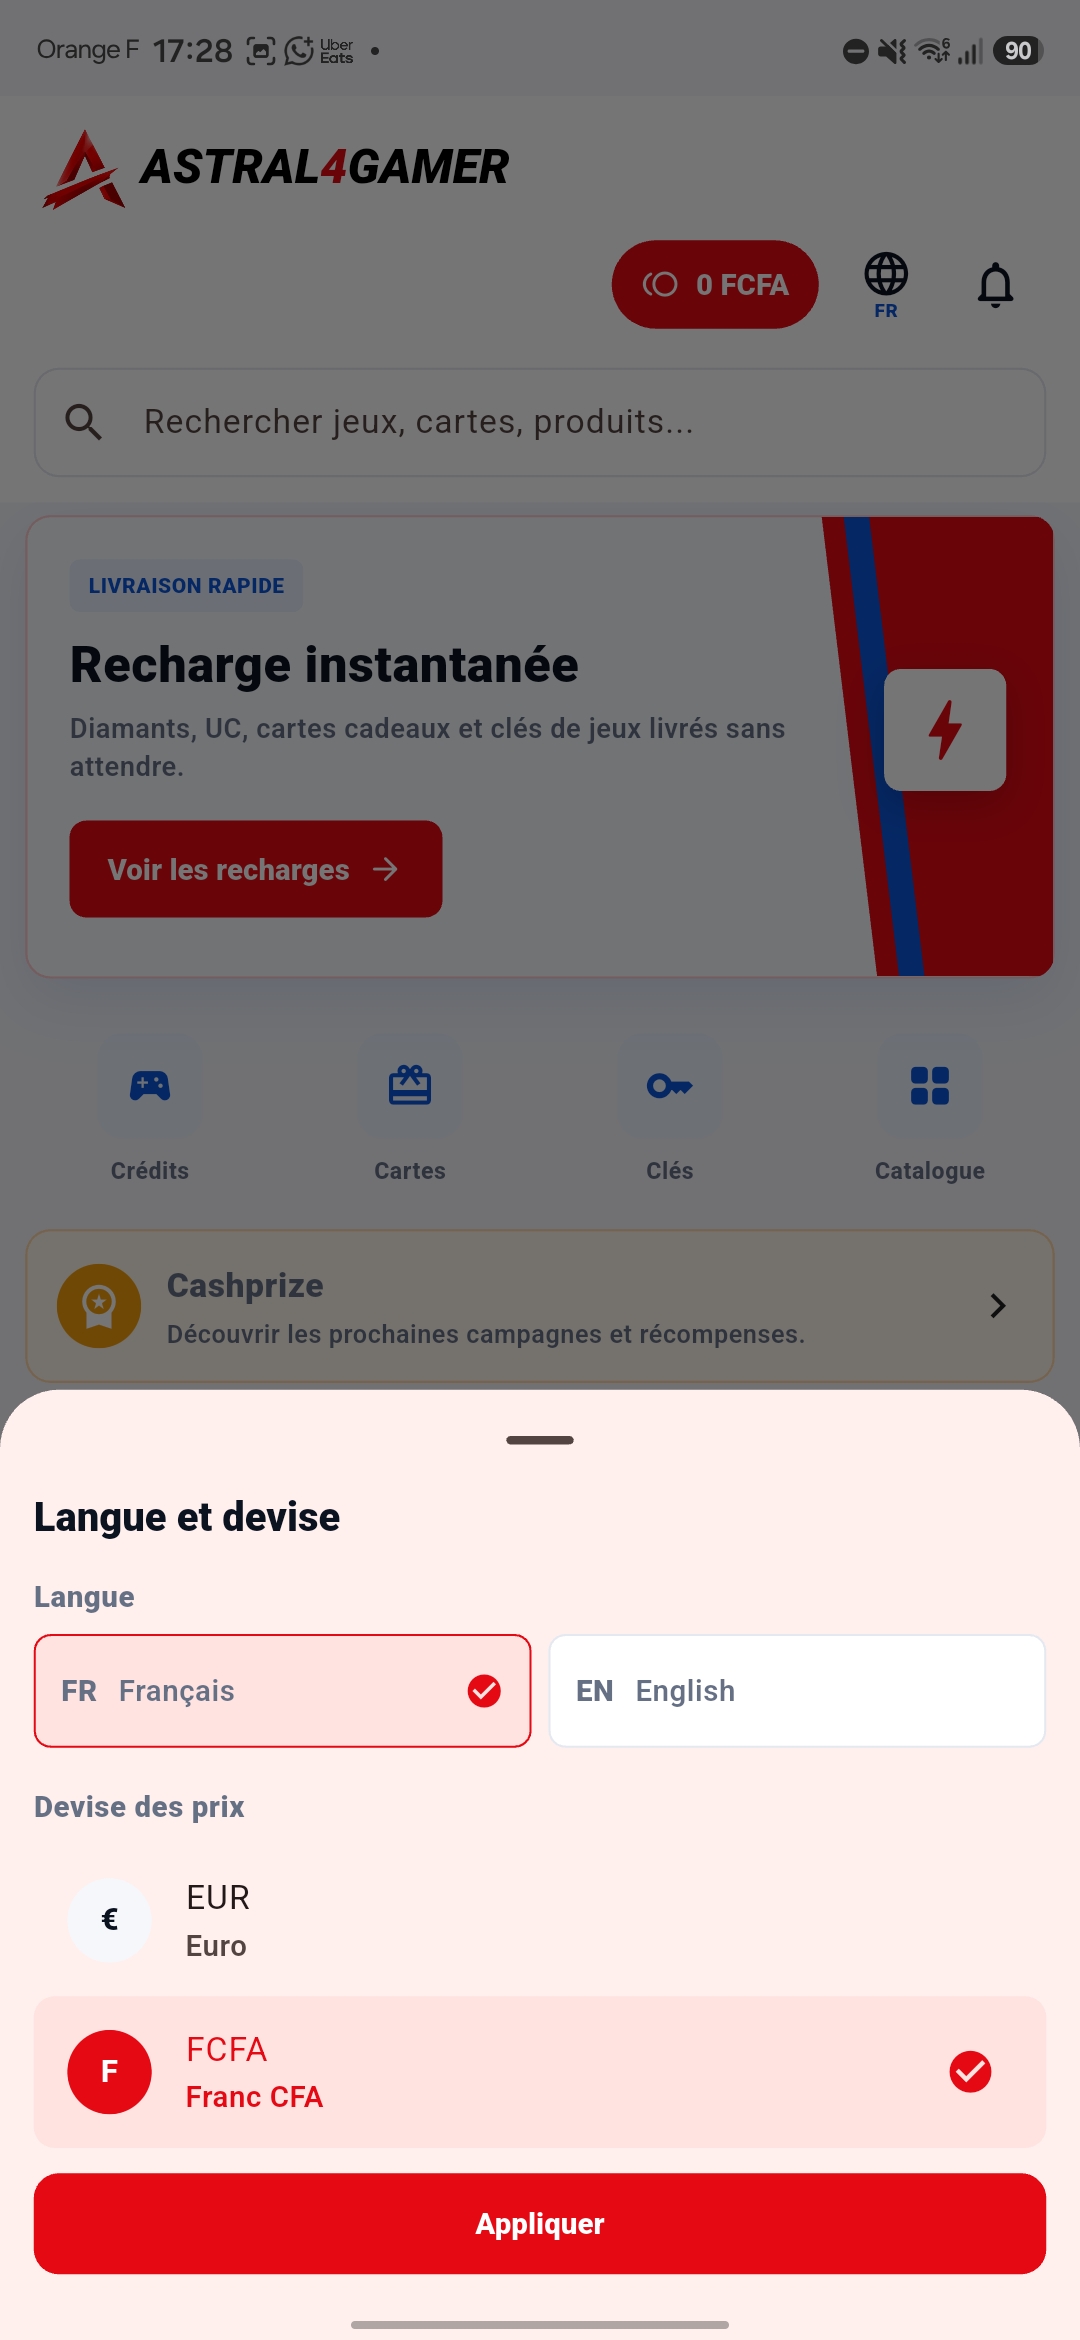 Orange F 17:28 Uber Eats 6 90
ASTRAL4GAMER
0 FCFA
FR
Rechercher jeux, cartes, produits...
LIVRAISON RAPIDE
Recharge instantanée
Diamants, UC, cartes cadeaux et clés de jeux livrés sans
attendre.
Voir les recharges
Crédits Cartes Clés Catalogue
Cashprize
Découvrir les prochaines campagnes et récompenses.
Langue et devise
Langue
FR Français EN English
Devise des prix
€ EUR
Euro
F FCFA
Franc CFA
Appliquer